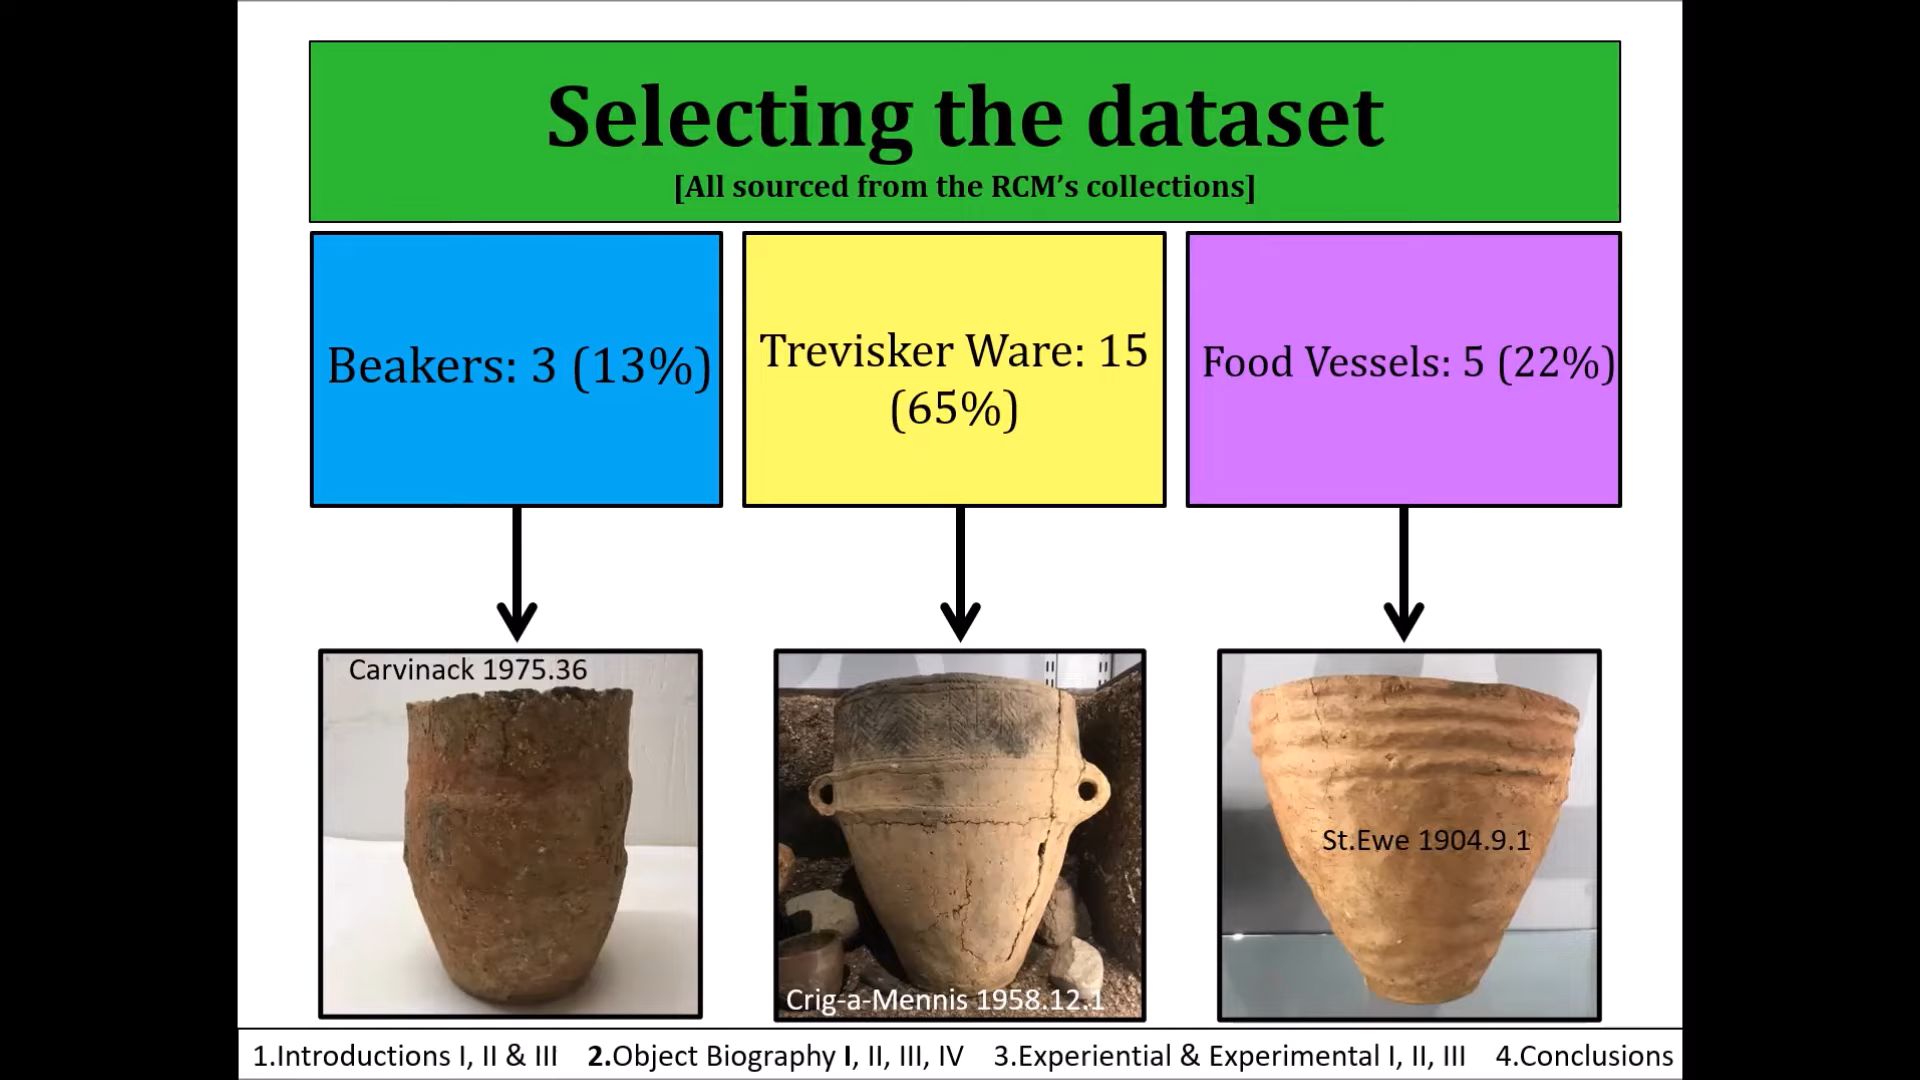 Selecting the dataset
[All sourced from the RCM’s collections]
Beakers: 3 (13%)
Trevisker Ware: 15
(65%)
Food Vessels: 5 (22%)
Carvinack 1975.36
Crig-a-Mennis 1958.12.1
St.Ewe 1904.9.1
1.Introductions I, II & III 2.Object Biography I, II, III, IV 3.Experiential & Experimental I, II, III 4.Conclusions